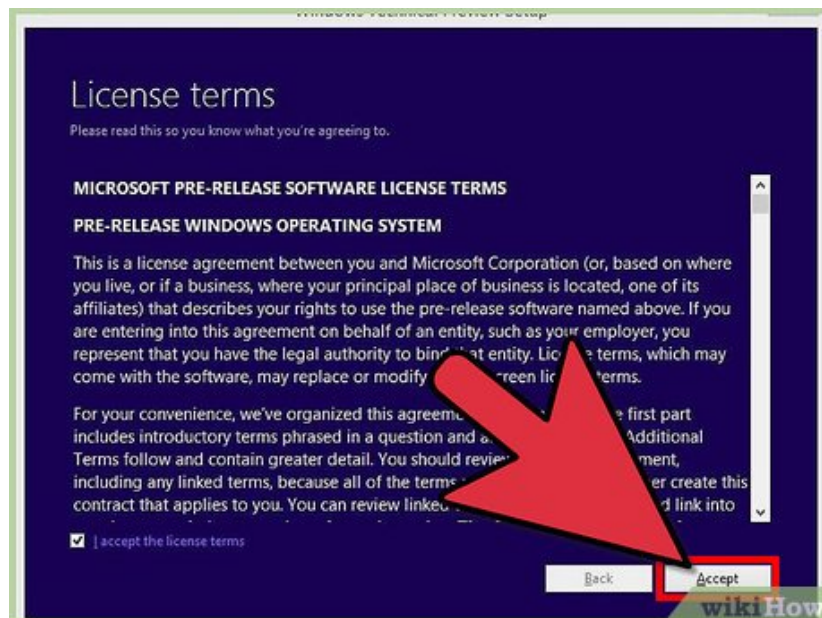 Windows Technical Preview Setup
License terms
Please read this so you know what you're agreeing to.
MICROSOFT PRE-RELEASE SOFTWARE LICENSE TERMS
PRE-RELEASE WINDOWS OPERATING SYSTEM
This is a license agreement between you and Microsoft Corporation (or, based on where
you live, or if a business, where your principal place of business is located, one of its
affiliates) that describes your rights to use the pre-release software named above. If you
are entering into this agreement on behalf of an entity, such as your employer, you
represent that you have the legal authority to bind that entity. License terms, which may
come with the software, may replace or modify screen terms.
For your convenience, we've organized this first part
includes introductory terms phrased in a question and Additional
Terms follow and contain greater detail. You should
including any linked terms, because all of the terms create this
contract that applies to you. You can review linked link into
I accept the license terms
Back
Accept
wikiHow